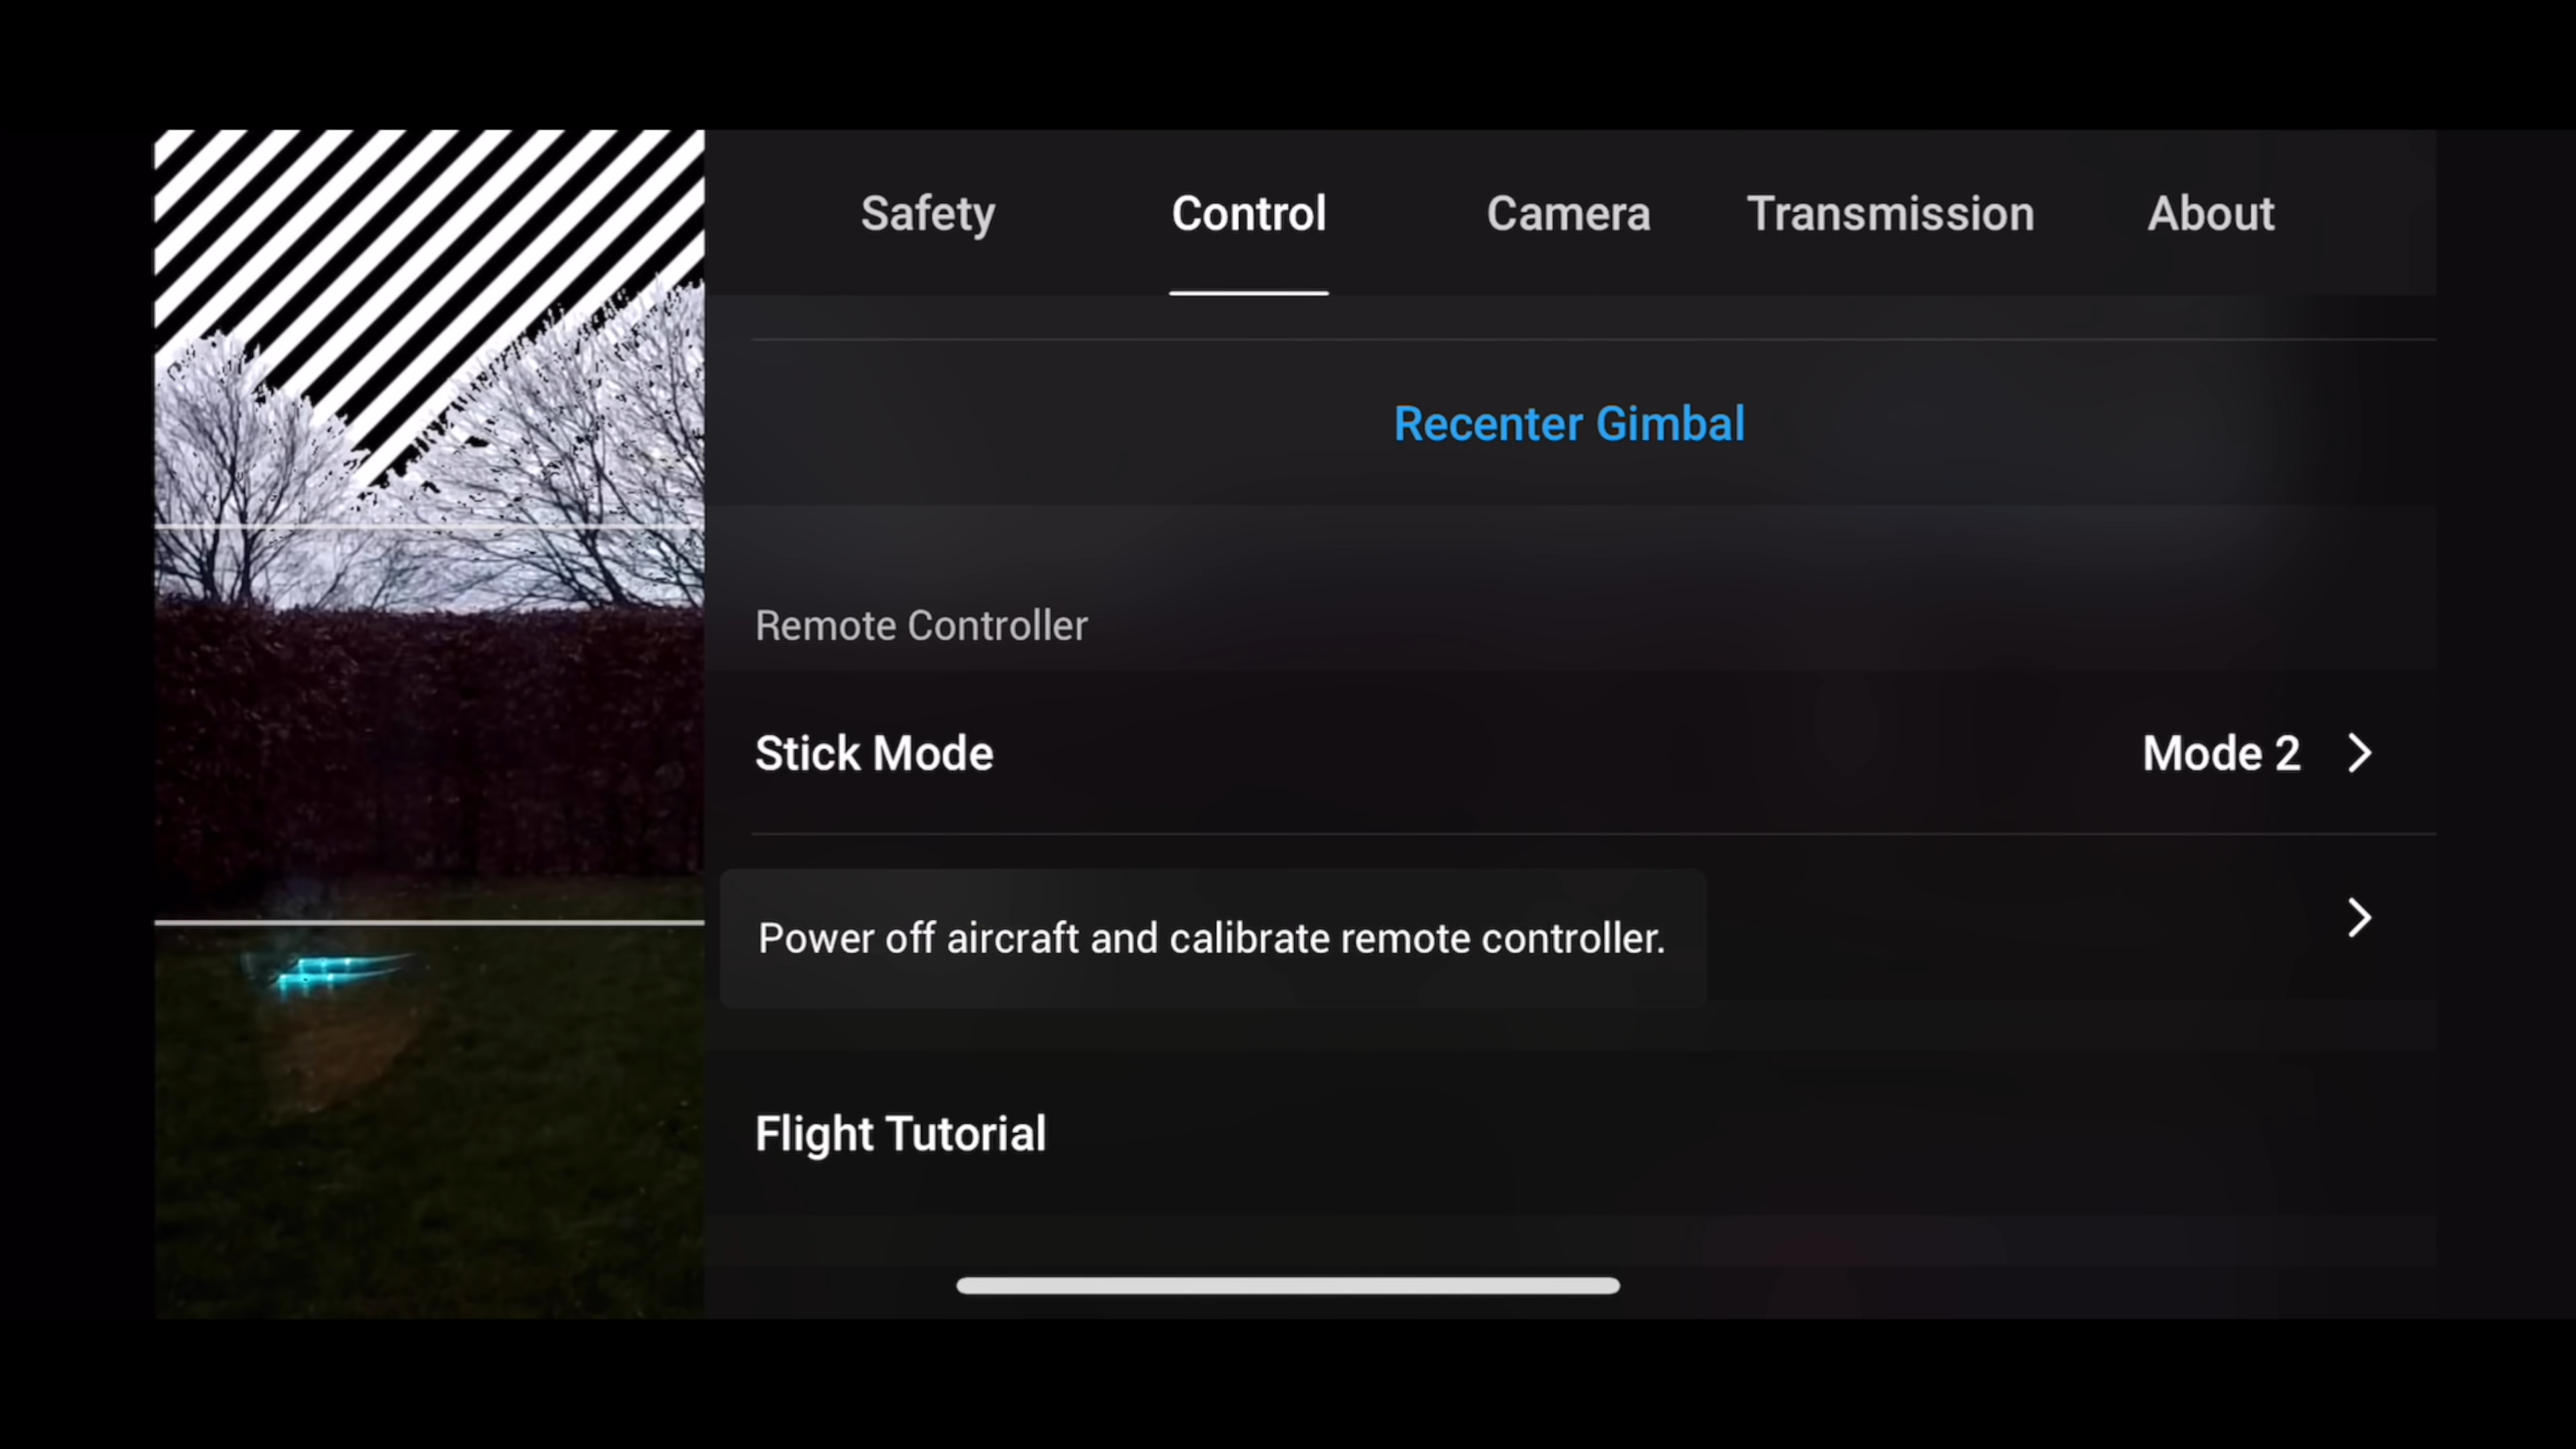 Safety Control Camera Transmission About
Recenter Gimbal
Remote Controller
Stick Mode Mode 2
Power off aircraft and calibrate remote controller.
Flight Tutorial